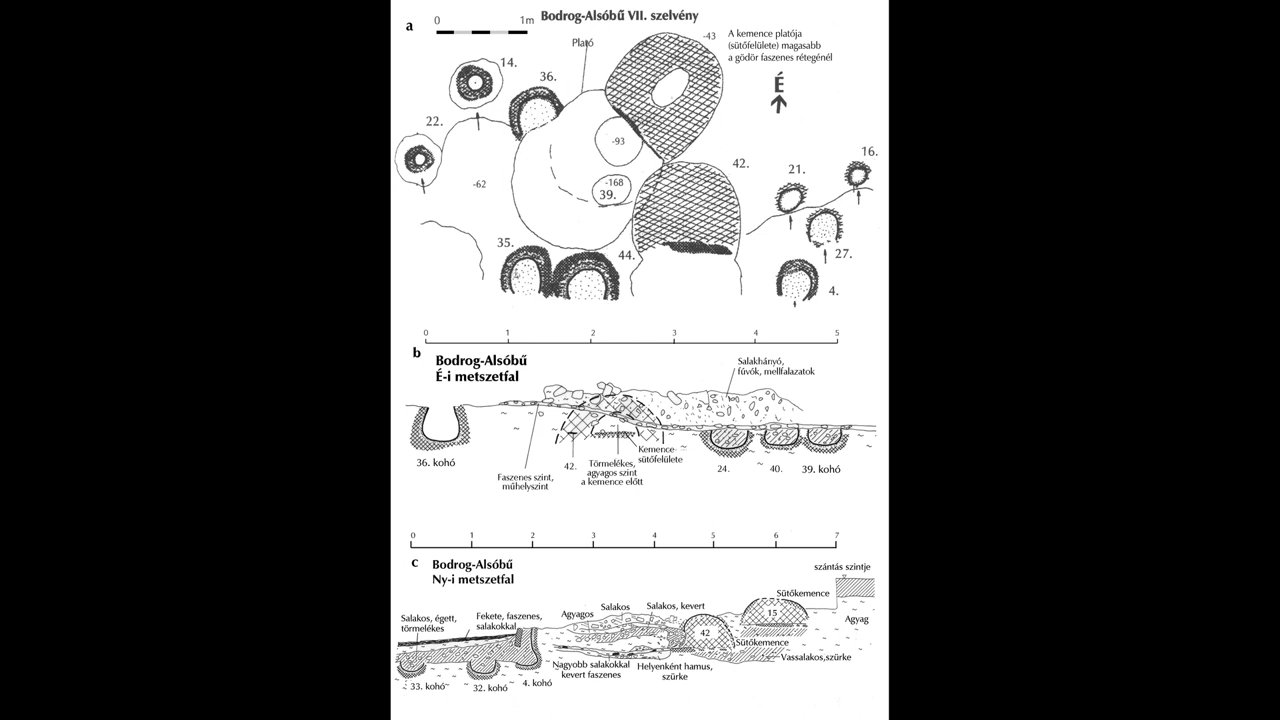 a
0 1m
Bodrog-Alsóbű VII. szelvény
Plató
-43
A kemence platója
(sütőfelülete) magasabb
a gödör faszenes rétegénél
É
14.
36.
22.
-93
-62
-168
39.
42.
21.
16.
35.
44.
27.
4.
0 1 2 3 4 5
b
Bodrog-Alsóbű
É-i metszetfal
Salakhányó,
fúvók, mellfalazatok
36. kohó
Faszenes szint,
műhelyszint
42.
Törmelékes,
agyagos szint
a kemence előtt
Kemence-
sütőfelülete
24.
40.
39. kohó
0 1 2 3 4 5 6 7
c
Bodrog-Alsóbű
Ny-i metszetfal
szántás szintje
Salakos, égett,
törmelékes
Fekete, faszenes,
salakokkal
Agyagos
Salakos
Salakos, kevert
Sütőkemence
15
Agyag
42
Sütőkemence
Vassalakos,szürke
Nagyobb salakokkal
kevert faszenes
Helyenként hamus,
szürke
33. kohó
32. kohó
4. kohó